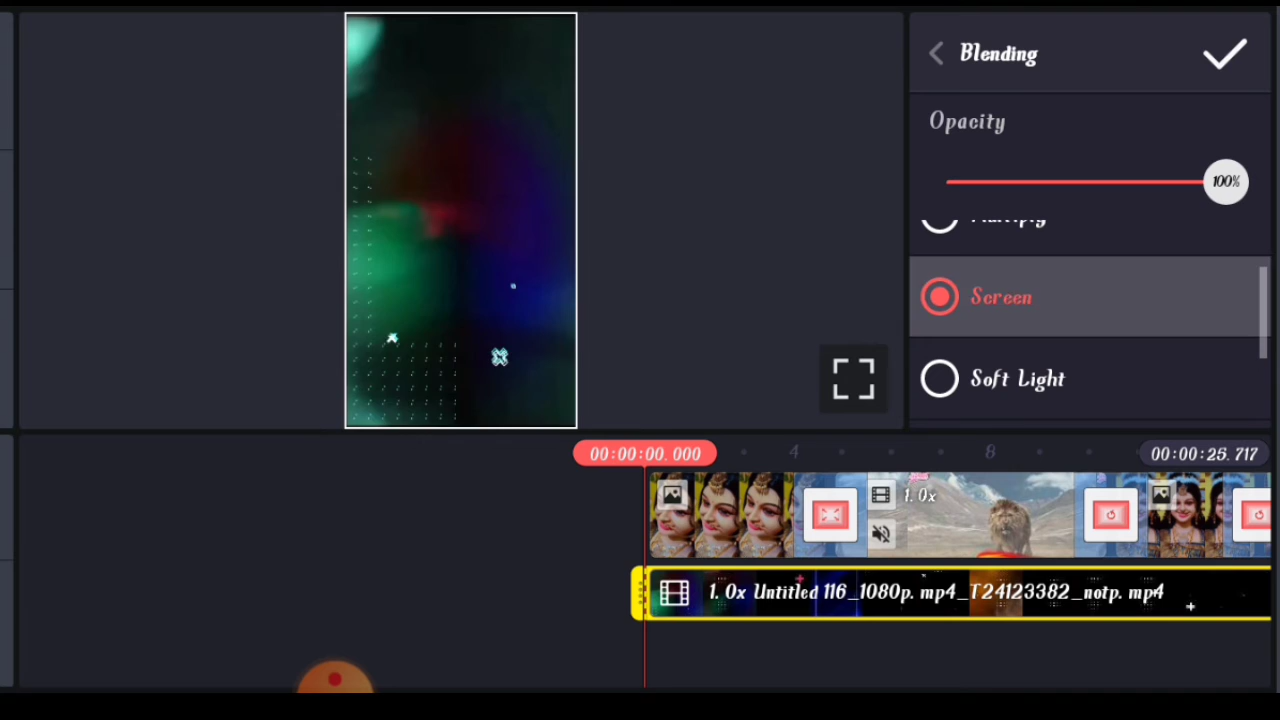 Blending
Opacity
100%
Multiply
Screen
Soft Light
00:00:00.000
4
8
00:00:25.717
1.0x
1.0x Untitled 116_1080p.mp4_T24123382_notp.mp4